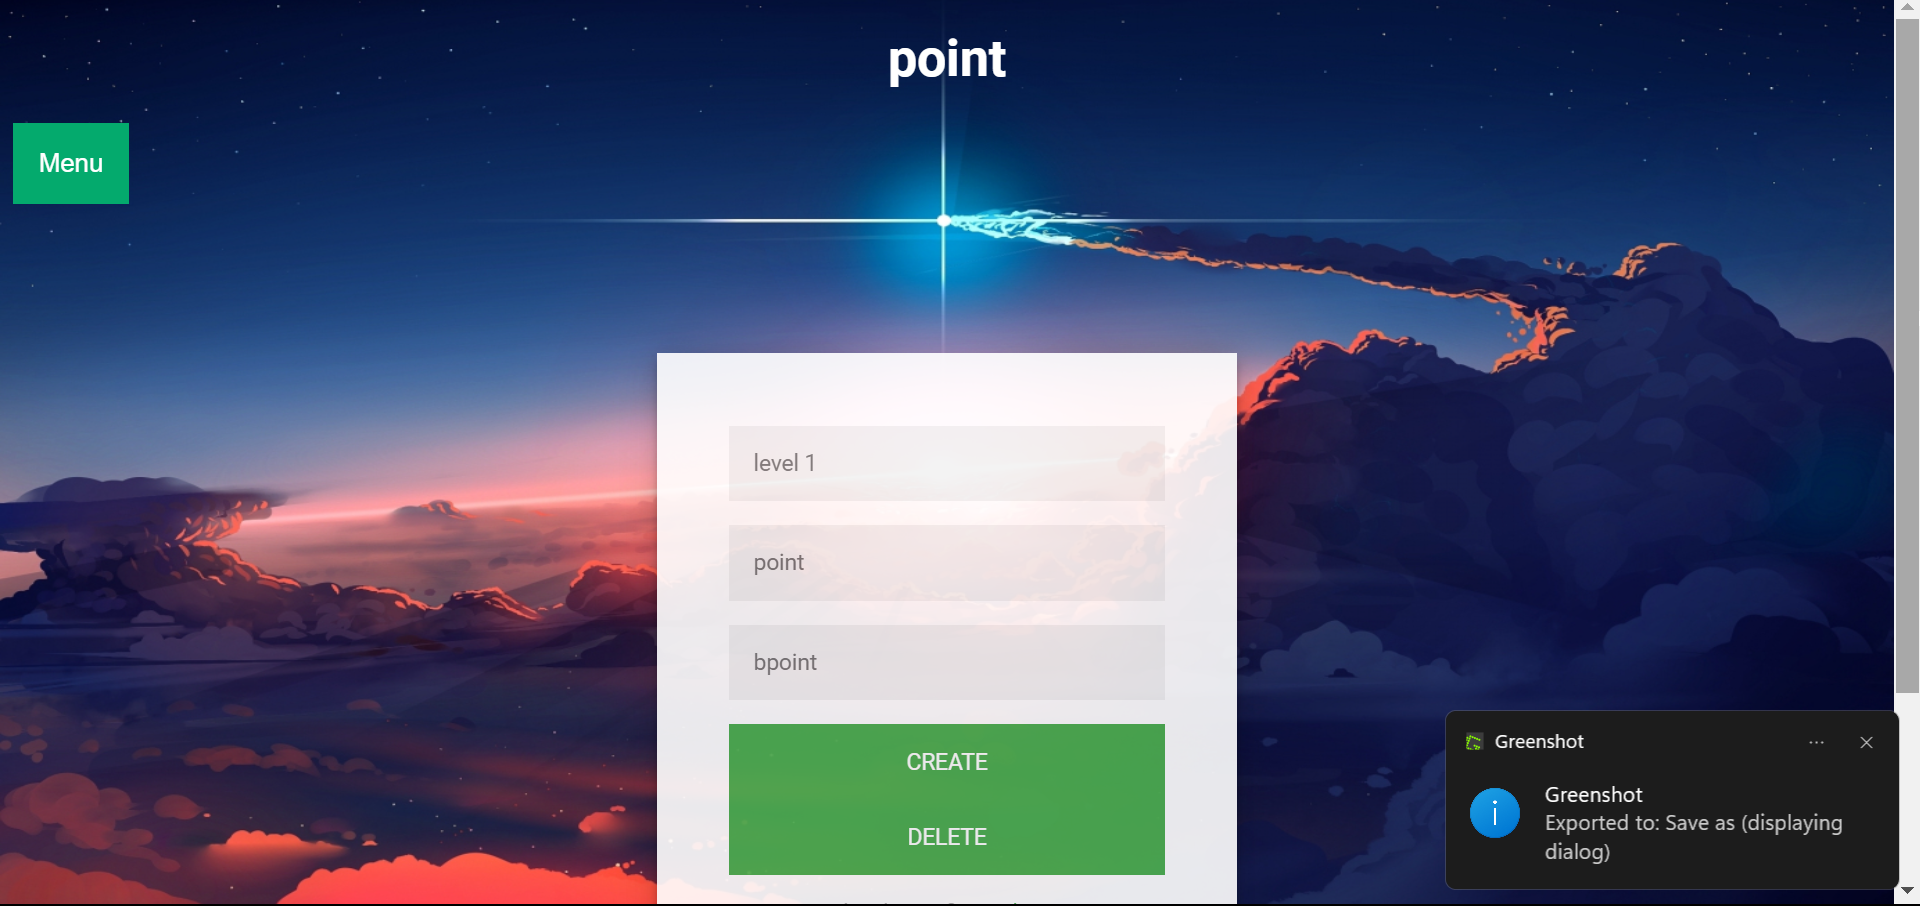 point
Menu
level 1
point
bpoint
CREATE
DELETE
Greenshot
Greenshot
Exported to: Save as (displaying
dialog)